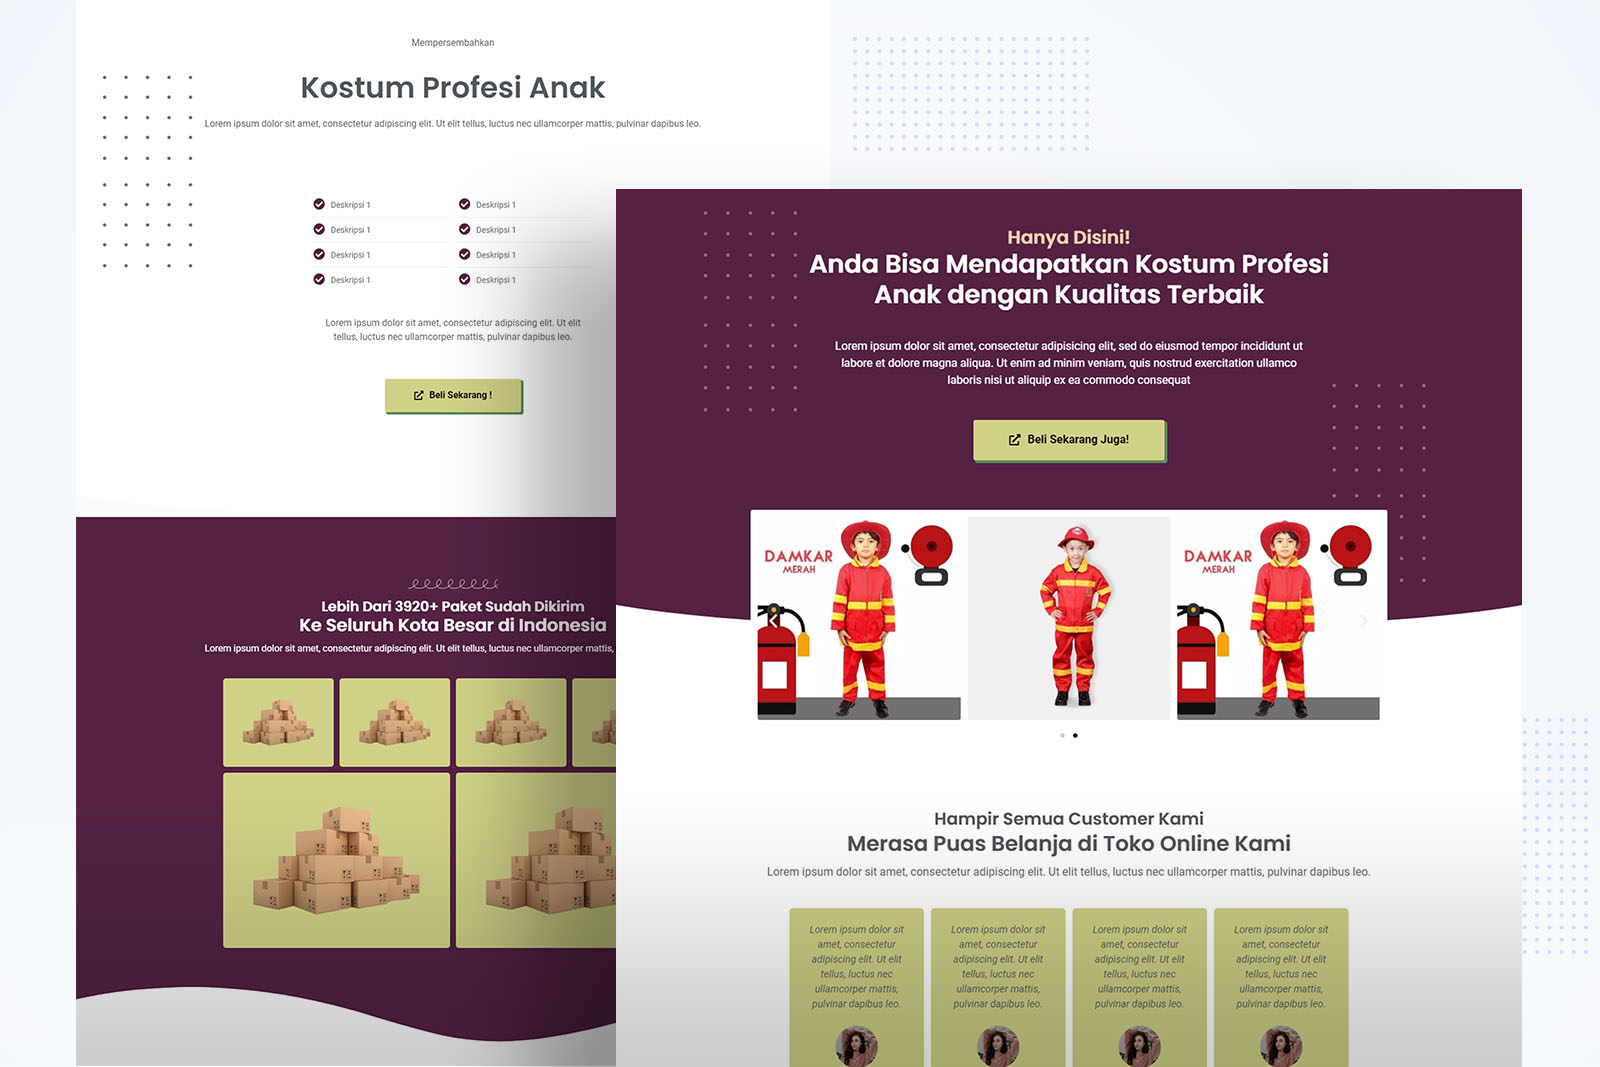 Mempersembahkan
Kostum Profesi Anak
Lorem ipsum dolor sit amet, consectetur adipiscing elit. Ut elit tellus, luctus nec ullamcorper mattis, pulvinar dapibus leo.
Deskripsi 1
Deskripsi 1
Deskripsi 1
Deskripsi 1
Deskripsi 1
Deskripsi 1
Deskripsi 1
Deskripsi 1
Lorem ipsum dolor sit amet, consectetur adipiscing elit. Ut elit
tellus, luctus nec ullamcorper mattis, pulvinar dapibus leo.
Beli Sekarang !
Lebih Dari 3920+ Paket Sudah Dikirim
Ke Seluruh Kota Besar di Indonesia
Lorem ipsum dolor sit amet, consectetur adipiscing elit. Ut elit tellus, luctus nec ullamcorper mattis,
Hanya Disini!
Anda Bisa Mendapatkan Kostum Profesi
Anak dengan Kualitas Terbaik
Lorem ipsum dolor sit amet, consectetur adipisicing elit, sed do eiusmod tempor incididunt ut
labore et dolore magna aliqua. Ut enim ad minim veniam, quis nostrud exercitation ullamco
laboris nisi ut aliquip ex ea commodo consequat
Beli Sekarang Juga!
DAMKAR
MERAH
DAMKAR
MERAH
Hampir Semua Customer Kami
Merasa Puas Belanja di Toko Online Kami
Lorem ipsum dolor sit amet, consectetur adipiscing elit. Ut elit tellus, luctus nec ullamcorper mattis, pulvinar dapibus leo.
Lorem ipsum dolor sit
amet, consectetur
adipiscing elit. Ut elit
tellus, luctus nec
ullamcorper mattis,
pulvinar dapibus leo.
Lorem ipsum dolor sit
amet, consectetur
adipiscing elit. Ut elit
tellus, luctus nec
ullamcorper mattis,
pulvinar dapibus leo.
Lorem ipsum dolor sit
amet, consectetur
adipiscing elit. Ut elit
tellus, luctus nec
ullamcorper mattis,
pulvinar dapibus leo.
Lorem ipsum dolor sit
amet, consectetur
adipiscing elit. Ut elit
tellus, luctus nec
ullamcorper mattis,
pulvinar dapibus leo.